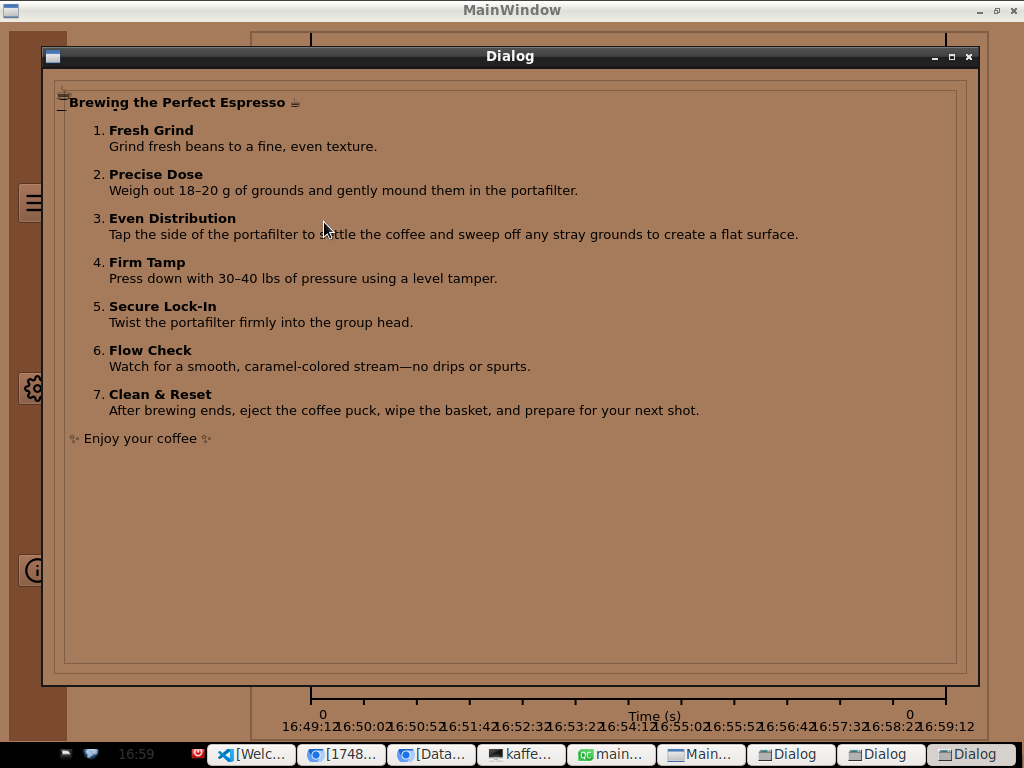 MainWindow
Dialog
Brewing the Perfect Espresso ☕
1. Fresh Grind
Grind fresh beans to a fine, even texture.
2. Precise Dose
Weigh out 18–20 g of grounds and gently mound them in the portafilter.
3. Even Distribution
Tap the side of the portafilter to settle the coffee and sweep off any stray grounds to create a flat surface.
4. Firm Tamp
Press down with 30–40 lbs of pressure using a level tamper.
5. Secure Lock-In
Twist the portafilter firmly into the group head.
6. Flow Check
Watch for a smooth, caramel-colored stream—no drips or spurts.
7. Clean & Reset
After brewing ends, eject the coffee puck, wipe the basket, and prepare for your next shot.
✨ Enjoy your coffee ✨
0 Time (s) 0
16:49:12 16:50:02 16:50:52 16:51:42 16:52:32 16:53:22 16:54:12 16:55:02 16:55:52 16:56:42 16:57:32 16:58:22 16:59:12
16:59 [Welc... [1748... [Data... kaffe... main... Main... Dialog Dialog Dialog